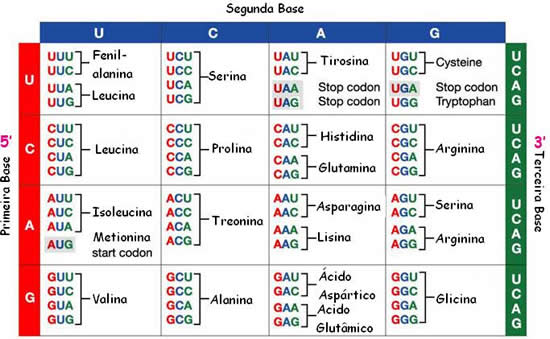 Segunda Base
U C A G
5'
Primeira Base
3'
Terceira Base
U
UUU
UUC
Fenil-
alanina
UUA
UUG
Leucina
UCU
UCC
UCA
UCG
Serina
UAU
UAC
Tirosina
UAA Stop codon
UAG Stop codon
UGU
UGC
Cysteine
UGA Stop codon
UGG Tryptophan
U
C
A
G
C
CUU
CUC
CUA
CUG
Leucina
CCU
CCC
CCA
CCG
Prolina
CAU
CAC
Histidina
CAA
CAG
Glutamina
CGU
CGC
CGA
CGG
Arginina
U
C
A
G
A
AUU
AUC
AUA
Isoleucina
AUG Metionina
start codon
ACU
ACC
ACA
ACG
Treonina
AAU
AAC
Asparagina
AAA
AAG
Lisina
AGU
AGC
Serina
AGA
AGG
Arginina
U
C
A
G
G
GUU
GUC
GUA
GUG
Valina
GCU
GCC
GCA
GCG
Alanina
GAU
GAC
Ácido
Aspártico
GAA
GAG
Ácido
Glutâmico
GGU
GGC
GGA
GGG
Glicina
U
C
A
G